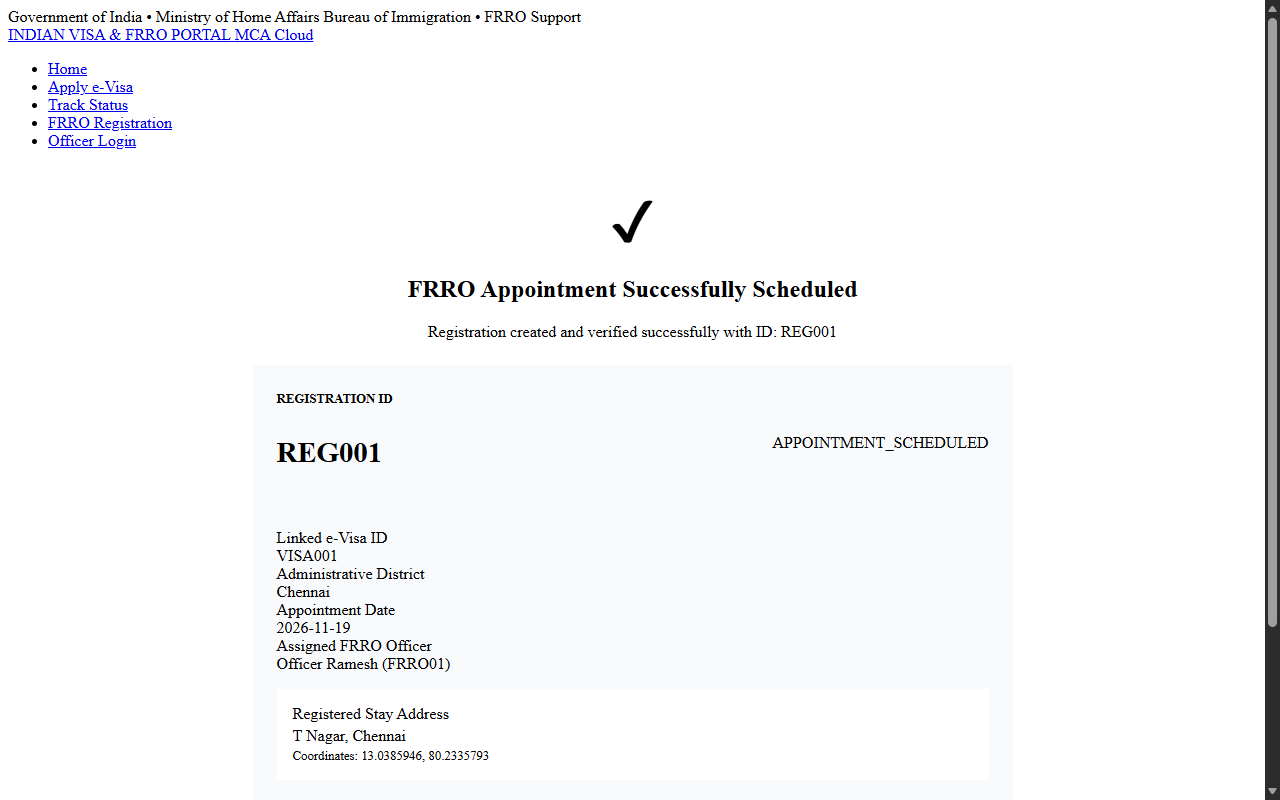 Government of India • Ministry of Home Affairs Bureau of Immigration • FRRO Support
INDIAN VISA & FRRO PORTAL MCA Cloud
Home
Apply e-Visa
Track Status
FRRO Registration
Officer Login
FRRO Appointment Successfully Scheduled
Registration created and verified successfully with ID: REG001
REGISTRATION ID
REG001
APPOINTMENT_SCHEDULED
Linked e-Visa ID
VISA001
Administrative District
Chennai
Appointment Date
2026-11-19
Assigned FRRO Officer
Officer Ramesh (FRRO01)
Registered Stay Address
T Nagar, Chennai
Coordinates: 13.0385946, 80.2335793